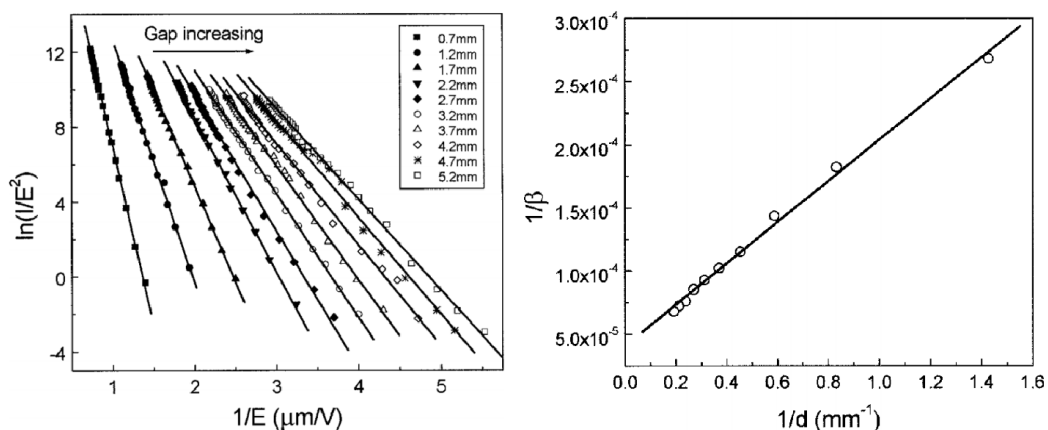 Gap increasing
0.7mm
1.2mm
1.7mm
2.2mm
2.7mm
3.2mm
3.7mm
4.2mm
4.7mm
5.2mm
12
8
4
0
-4
ln(I/E²)
1 2 3 4 5
1/E (μm/V)
3.0x10⁻⁴
2.5x10⁻⁴
2.0x10⁻⁴
1.5x10⁻⁴
1.0x10⁻⁴
5.0x10⁻⁵
1/β
0.0 0.2 0.4 0.6 0.8 1.0 1.2 1.4 1.6
1/d (mm⁻¹)